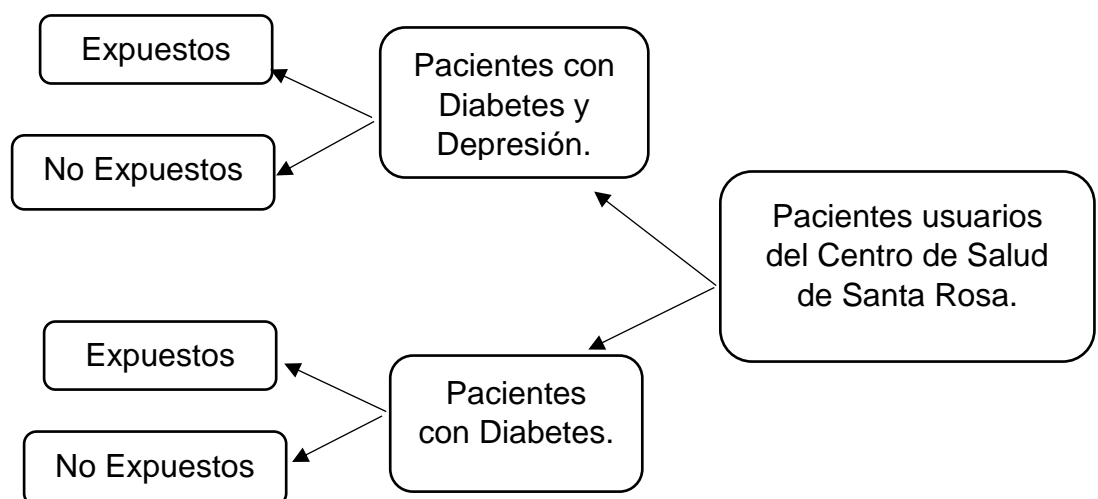 Expuestos
No Expuestos
Pacientes con
Diabetes y
Depresión.
Pacientes usuarios
del Centro de Salud
de Santa Rosa.
Expuestos
No Expuestos
Pacientes
con Diabetes.